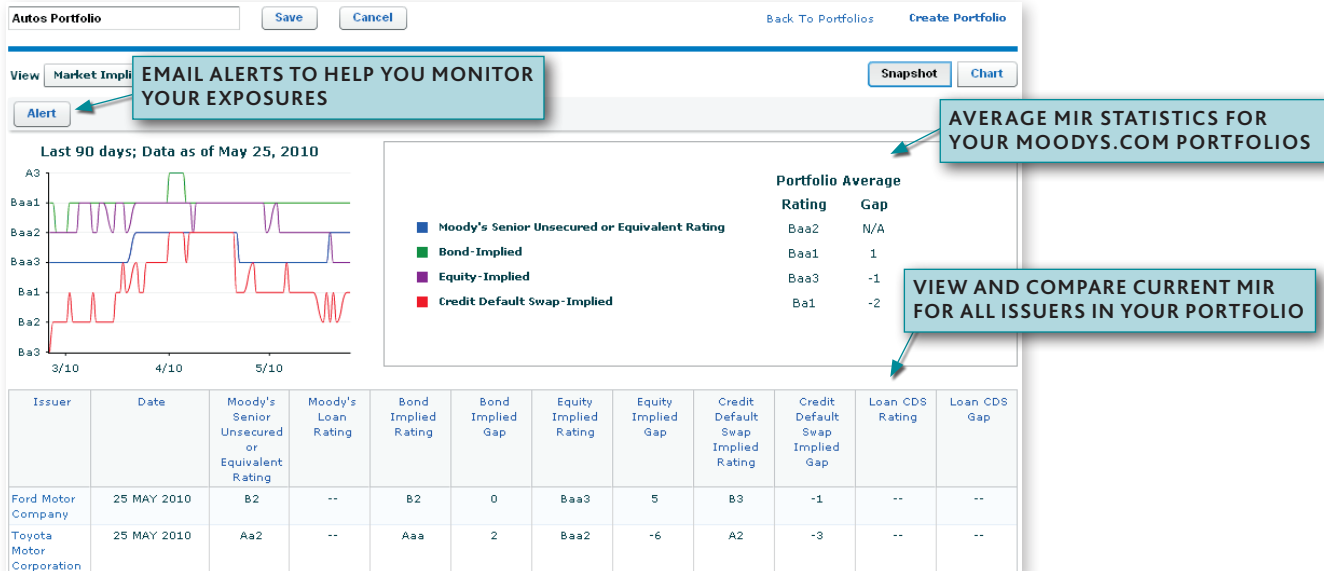 Autos Portfolio Save Cancel Back To Portfolios Create Portfolio
View Market Impli Snapshot Chart
EMAIL ALERTS TO HELP YOU MONITOR
YOUR EXPOSURES
Alert
AVERAGE MIR STATISTICS FOR
YOUR MOODYS.COM PORTFOLIOS
Last 90 days; Data as of May 25, 2010
A3
Baa1
Baa2
Baa3
Ba1
Ba2
Ba3
3/10 4/10 5/10
Portfolio Average
Rating Gap
Moody's Senior Unsecured or Equivalent Rating Baa2 N/A
Bond-Implied Baa1 1
Equity-Implied Baa3 -1
Credit Default Swap-Implied Ba1 -2
VIEW AND COMPARE CURRENT MIR
FOR ALL ISSUERS IN YOUR PORTFOLIO
Issuer Date Moody's Moody's Bond Bond Equity Equity Credit Credit Loan CDS Loan CDS
Senior Loan Implied Implied Implied Implied Default Default Rating Gap
Unsecured Rating Rating Gap Rating Gap Swap Swap
or Implied Implied
Equivalent Rating Gap
Rating
Ford Motor 25 MAY 2010 B2 -- B2 0 Baa3 5 B3 -1 -- --
Company
Toyota 25 MAY 2010 Aa2 -- Aaa 2 Baa2 -6 A2 -3 -- --
Motor
Corporation